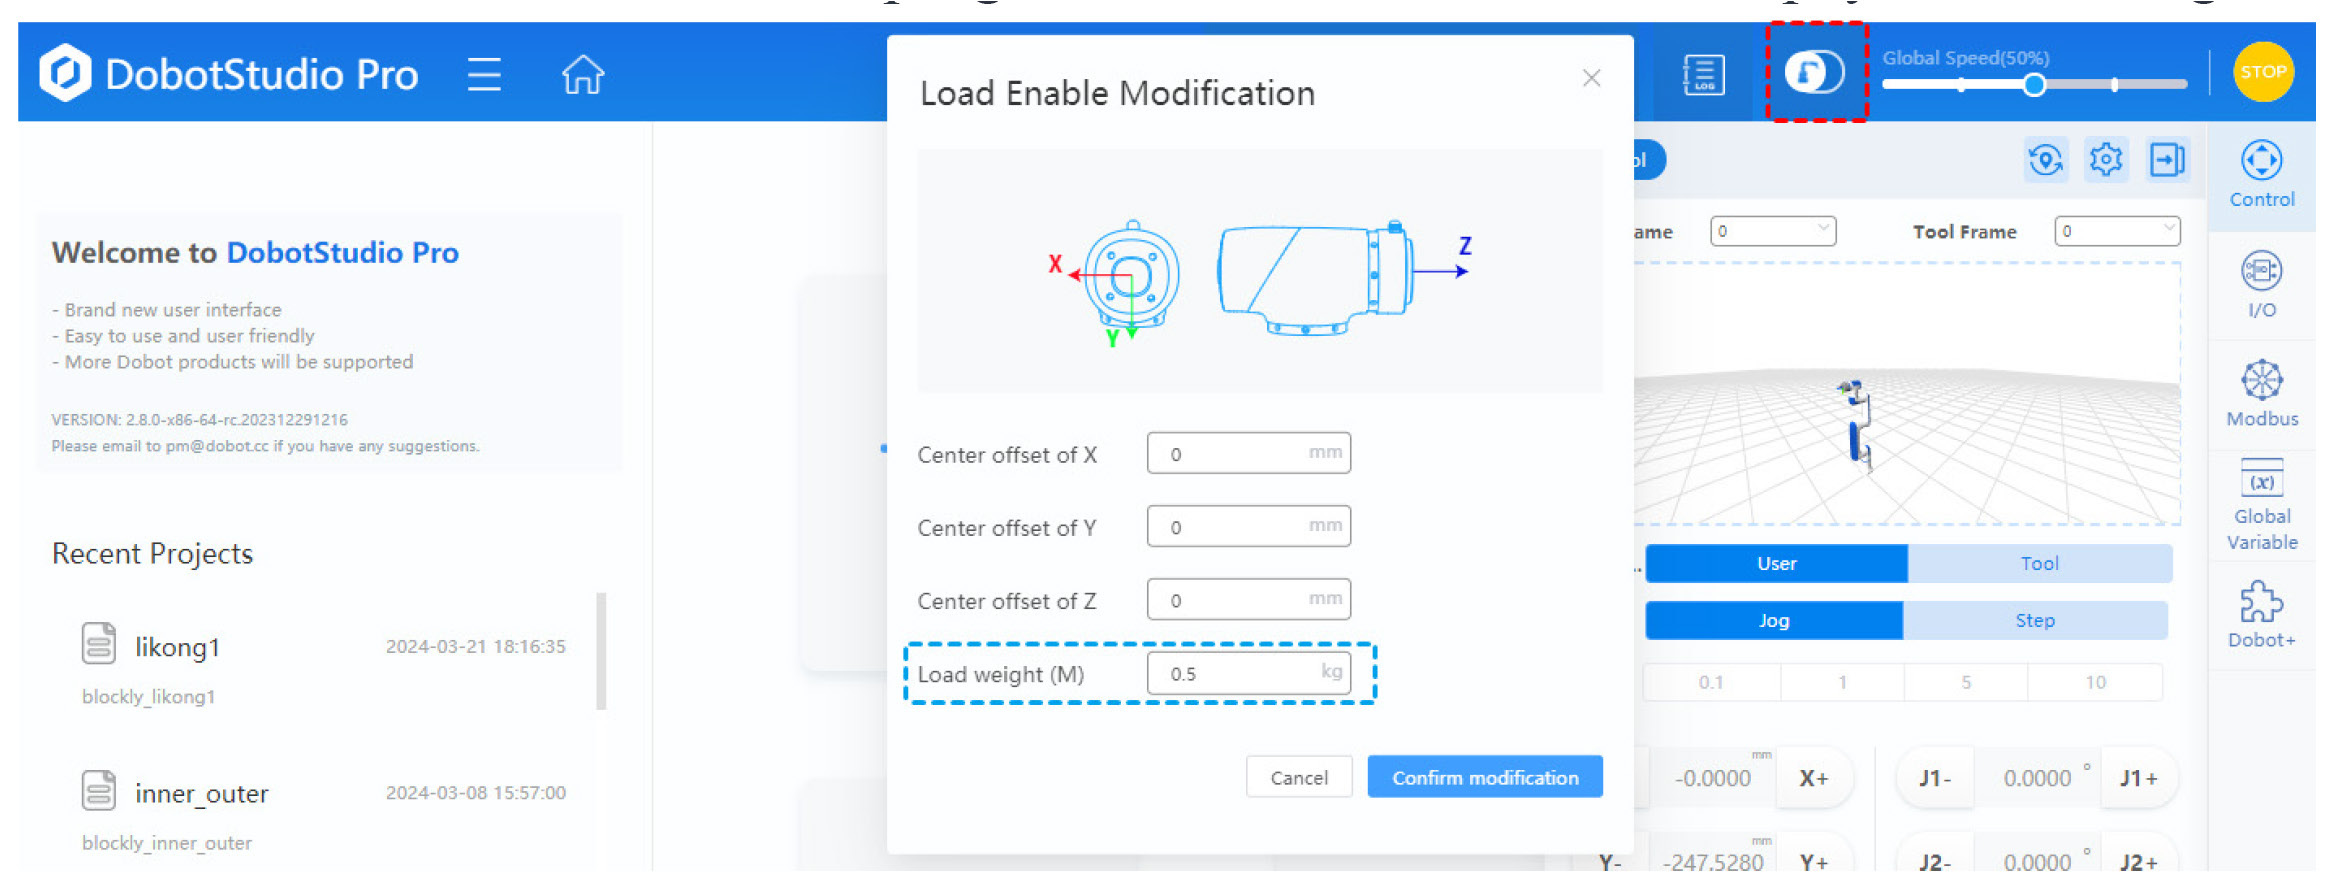 DobotStudio Pro
LOG
Global Speed(50%)
STOP
Load Enable Modification
X
Y
Z
Center offset of X 0 mm
Center offset of Y 0 mm
Center offset of Z 0 mm
Load weight (M) 0.5 kg
Cancel Confirm modification
Welcome to DobotStudio Pro
- Brand new user interface
- Easy to use and user friendly
- More Dobot products will be supported
VERSION: 2.8.0-x86-64-rc.202312291216
Please email to pm@dobot.cc if you have any suggestions.
Recent Projects
likong1 2024-03-21 18:16:35
blockly_likong1
inner_outer 2024-03-08 15:57:00
blockly_inner_outer
ol
ame 0 Tool Frame 0
User Tool
Jog Step
0.1 1 5 10
-0.0000 mm X+ J1- 0.0000 ° J1+
Y- -247.5280 mm Y+ J2- 0.0000 ° J2+
Control
I/O
Modbus
(x)
Global
Variable
Dobot+